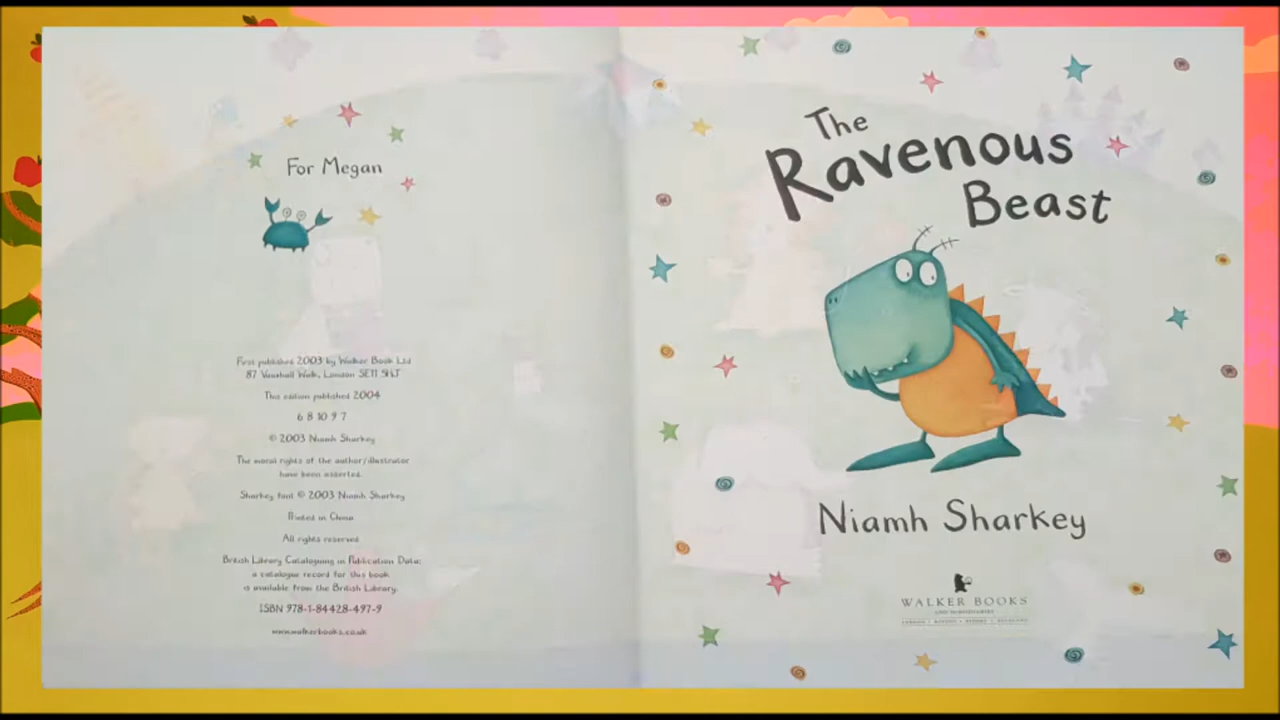 For Megan
First published 2003 by Walker Book Ltd
87 Vauxhall Walk, London SE11 5HJ
This edition published 2004
6 8 10 9 7
© 2003 Niamh Sharkey
The moral rights of the author/illustrator
have been asserted.
Sharkey font © 2003 Niamh Sharkey
Printed in China
All rights reserved
British Library Cataloguing in Publication Data:
a catalogue record for this book
is available from the British Library.
ISBN 978-1-84428-497-9
www.walkerbooks.co.uk
The
Ravenous
Beast
Niamh Sharkey
WALKER BOOKS